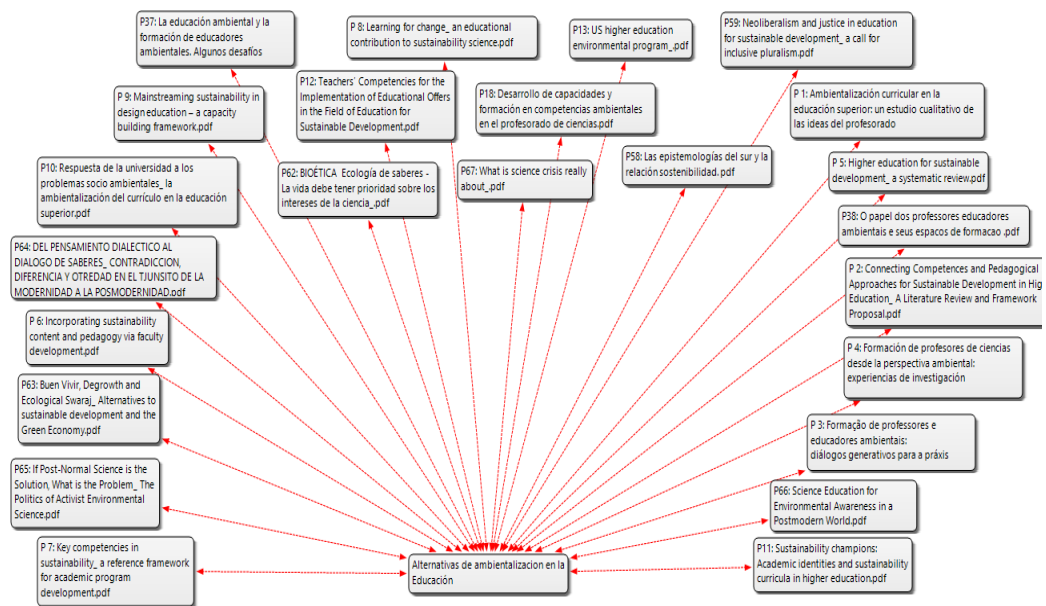 P37: La educación ambiental y la
formación de educadores
ambientales. Algunos desafíos
P 8: Learning for change_ an educational
contribution to sustainability science.pdf
P13: US higher education
environmental program_.pdf
P59: Neoliberalism and justice in education
for sustainable development_ a call for
inclusive pluralism.pdf
P 9: Mainstreaming sustainability in
design education – a capacity
building framework.pdf
P12: Teachers´ Competencies for the
Implementation of Educational Offers
in the Field of Education for
Sustainable Development.pdf
P18: Desarrollo de capacidades y
formación en competencias ambientales
en el profesorado de ciencias.pdf
P 1: Ambientalización curricular en la
educación superior: un estudio cualitativo de
las ideas del profesorado
P10: Respuesta de la universidad a los
problemas socio ambientales_ la
ambientalización del currículo en la educación
superior.pdf
P62: BIOÉTICA Ecología de saberes -
La vida debe tener prioridad sobre los
intereses de la ciencia_.pdf
P67: What is science crisis really
about_.pdf
P58: Las epistemologías del sur y la
relación sostenibilidad. pdf
P 5: Higher education for sustainable
development_ a systematic review.pdf
P38: O papel dos professores educadores
ambientais e seus espacos de formacao .pdf
P64: DEL PENSAMIENTO DIALECTICO AL
DIALOGO DE SABERES_ CONTRADICCION,
DIFERENCIA Y OTREDAD EN EL TJUNSITO DE LA
MODERNIDAD A LA POSMODERNIDAD.pdf
P 2: Connecting Competences and Pedagogical
Approaches for Sustainable Development in Hig
Education_ A Literature Review and Framework
Proposal.pdf
P 6: Incorporating sustainability
content and pedagogy via faculty
development.pdf
P 4: Formación de profesores de ciencias
desde la perspectiva ambiental:
experiencias de investigación
P63: Buen Vivir, Degrowth and
Ecological Swaraj_ Alternatives to
sustainable development and the
Green Economy.pdf
P 3: Formação de professores e
educadores ambientais:
diálogos generativos para a práxis
P65: If Post-Normal Science is the
Solution, What is the Problem_ The
Politics of Activist Environmental
Science.pdf
P66: Science Education for
Environmental Awareness in a
Postmodern World.pdf
P 7: Key competencies in
sustainability_ a reference framework
for academic program
development.pdf
Alternativas de ambientalizacion en la
Educación
P11: Sustainability champions:
Academic identities and sustainability
curricula in higher education.pdf